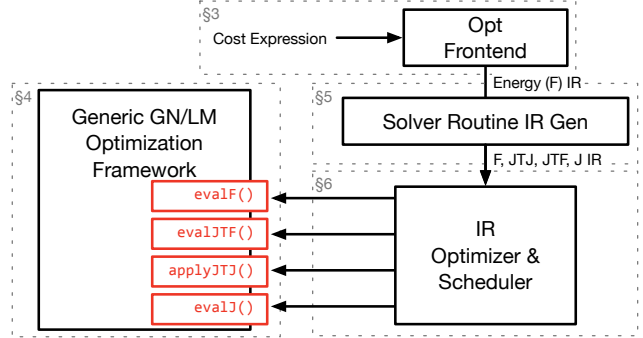 §3
Cost Expression
Opt
Frontend
Energy (F) IR
§4
Generic GN/LM
Optimization
Framework
evalF()
evalJTF()
applyJTJ()
evalJ()
§5
Solver Routine IR Gen
F, JTJ, JTF, J IR
§6
IR
Optimizer &
Scheduler